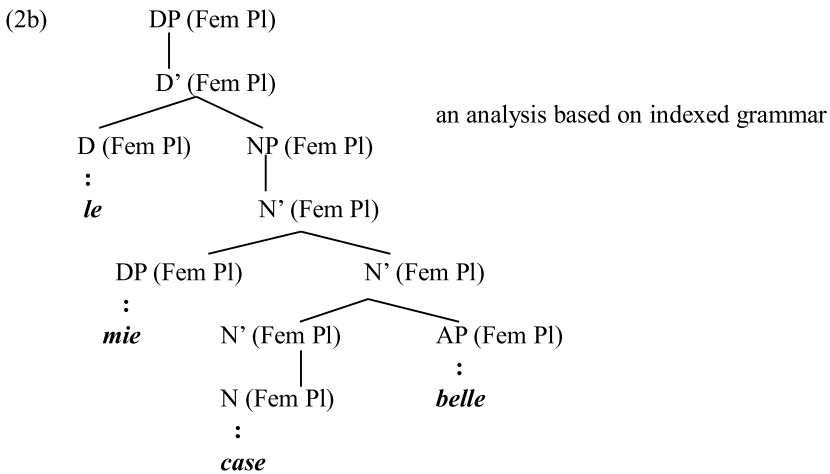 (2b) DP (Fem Pl)
D’ (Fem Pl)
an analysis based on indexed grammar
D (Fem Pl) NP (Fem Pl)
:
le
N’ (Fem Pl)
DP (Fem Pl) N’ (Fem Pl)
:
mie N’ (Fem Pl) AP (Fem Pl)
:
N (Fem Pl) belle
:
case